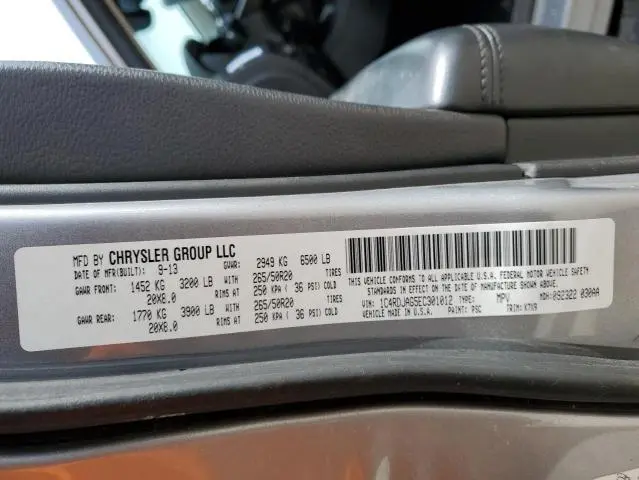 MFD BY CHRYSLER GROUP LLC
DATE OF MFR(BUILT): 9-13 GVWR: 2949 KG 6500 LB
GAWR FRONT: 1452 KG 3200 LB WITH 265/50R20 TIRES
20X8.0 RIMS AT 250 KPA ( 36 PSI) COLD
GAWR REAR: 1770 KG 3900 LB WITH 265/50R20 TIRES
20X8.0 RIMS AT 250 KPA ( 36 PSI) COLD
THIS VEHICLE CONFORMS TO ALL APPLICABLE U.S.A. FEDERAL MOTOR VEHICLE SAFETY
STANDARDS IN EFFECT ON THE DATE OF MANUFACTURE SHOWN ABOVE.
VIN: 1C4RDJAG5EC301012 TYPE: MPV MDH: 092322 030AA
VEHICLE MADE IN U.S.A. PAINT: PSC TRIM: K7X9